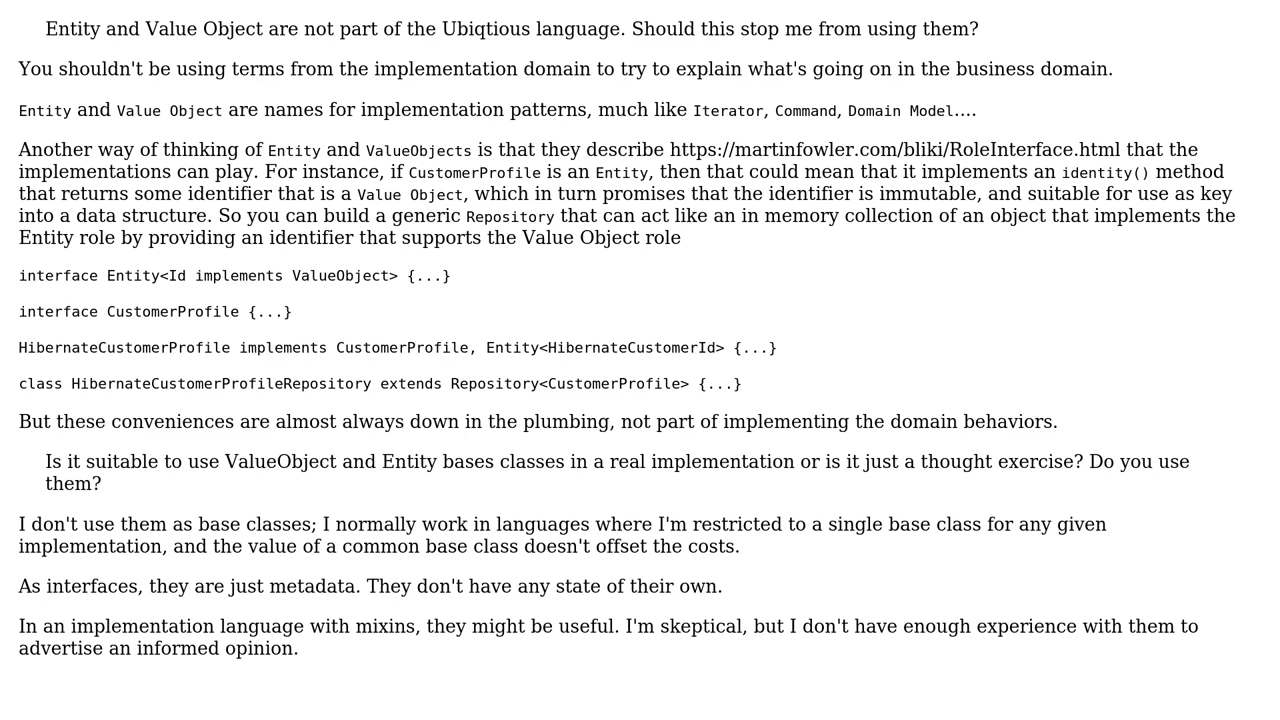 Entity and Value Object are not part of the Ubiqtious language. Should this stop me from using them?
You shouldn't be using terms from the implementation domain to try to explain what's going on in the business domain.
Entity and Value Object are names for implementation patterns, much like Iterator, Command, Domain Model....
Another way of thinking of Entity and ValueObjects is that they describe https://martinfowler.com/bliki/RoleInterface.html that the
implementations can play. For instance, if CustomerProfile is an Entity, then that could mean that it implements an identity() method
that returns some identifier that is a Value Object, which in turn promises that the identifier is immutable, and suitable for use as key
into a data structure. So you can build a generic Repository that can act like an in memory collection of an object that implements the
Entity role by providing an identifier that supports the Value Object role
interface Entity<Id implements ValueObject> {...}
interface CustomerProfile {...}
HibernateCustomerProfile implements CustomerProfile, Entity<HibernateCustomerId> {...}
class HibernateCustomerProfileRepository extends Repository<CustomerProfile> {...}
But these conveniences are almost always down in the plumbing, not part of implementing the domain behaviors.
Is it suitable to use ValueObject and Entity bases classes in a real implementation or is it just a thought exercise? Do you use
them?
I don't use them as base classes; I normally work in languages where I'm restricted to a single base class for any given
implementation, and the value of a common base class doesn't offset the costs.
As interfaces, they are just metadata. They don't have any state of their own.
In an implementation language with mixins, they might be useful. I'm skeptical, but I don't have enough experience with them to
advertise an informed opinion.